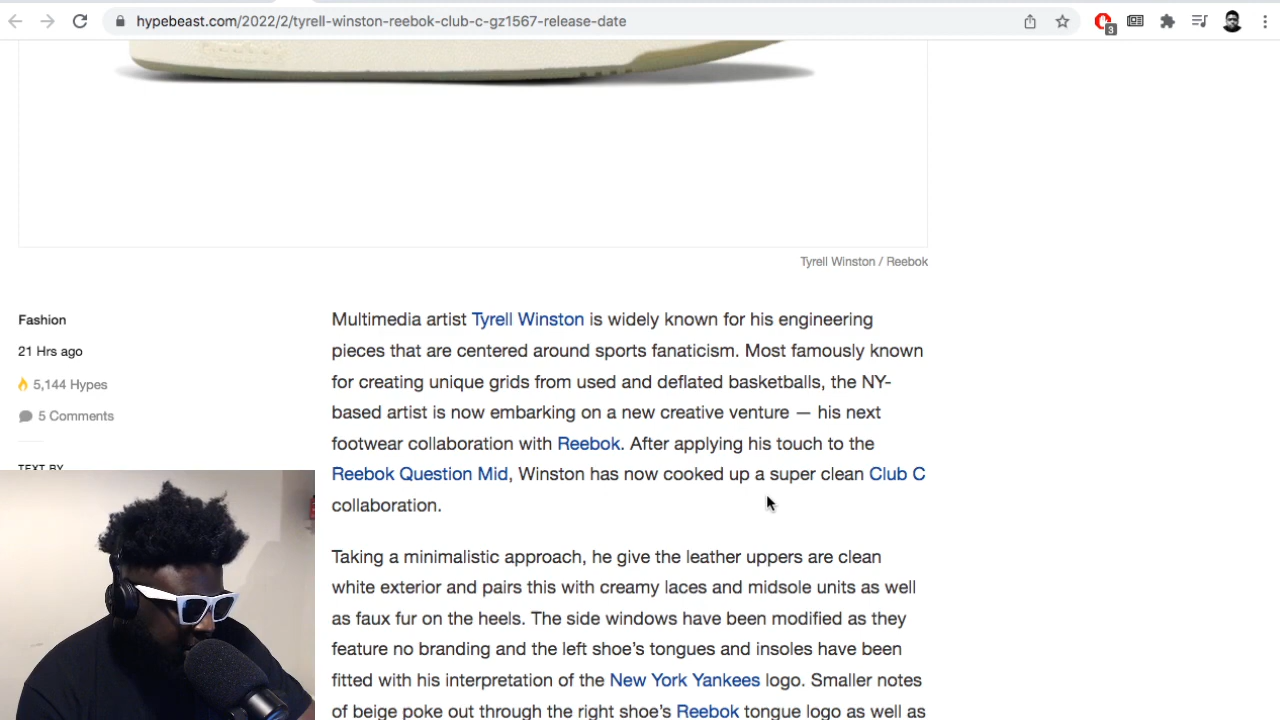 hypebeast.com/2022/2/tyrell-winston-reebok-club-c-gz1567-release-date
3
Tyrell Winston / Reebok
Fashion
21 Hrs ago
5,144 Hypes
5 Comments
TEXT BY
Multimedia artist Tyrell Winston is widely known for his engineering
pieces that are centered around sports fanaticism. Most famously known
for creating unique grids from used and deflated basketballs, the NY-
based artist is now embarking on a new creative venture — his next
footwear collaboration with Reebok. After applying his touch to the
Reebok Question Mid, Winston has now cooked up a super clean Club C
collaboration.
Taking a minimalistic approach, he give the leather uppers are clean
white exterior and pairs this with creamy laces and midsole units as well
as faux fur on the heels. The side windows have been modified as they
feature no branding and the left shoe's tongues and insoles have been
fitted with his interpretation of the New York Yankees logo. Smaller notes
of beige poke out through the right shoe's Reebok tongue logo as well as